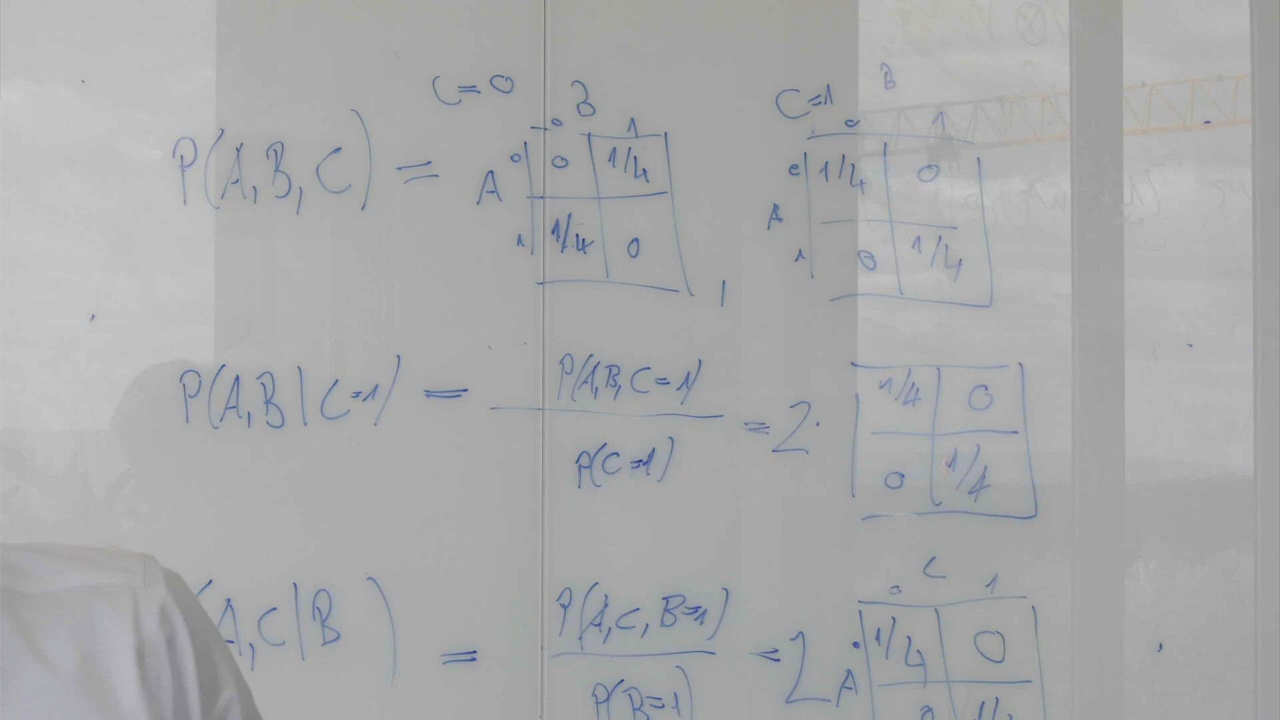 C=0 B C=1 B
0 1 0 1
P(A,B,C) = A 0 0 1/4 0 1/4 0
A
1 1/4 0 , 1 0 1/4
P(A,B|C=1) = P(A,B,C=1) / P(C=1) = 2· 1/4 0
0 1/4
C
0 1
(A,C|B ) = P(A,C,B=1) / P(B=1) = 2 A 0 1/4 0